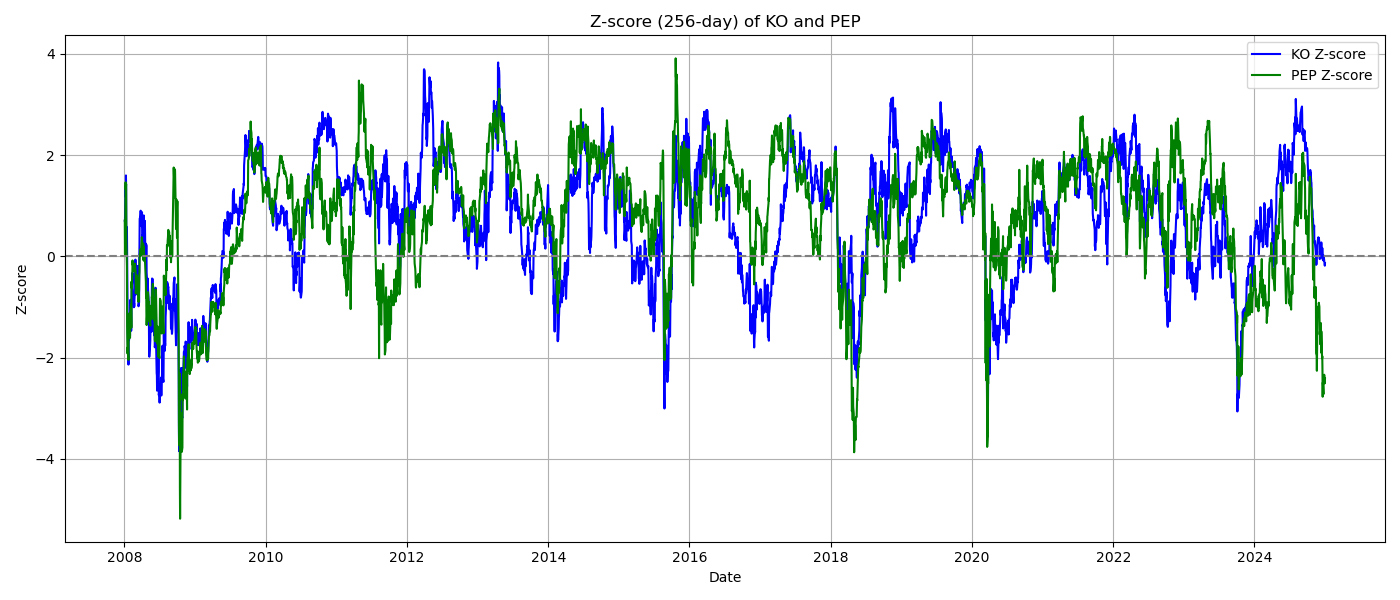 Z-score (256-day) of KO and PEP
KO Z-score
PEP Z-score
4
2
0
−2
−4
Z-score
2008 2010 2012 2014 2016 2018 2020 2022 2024
Date